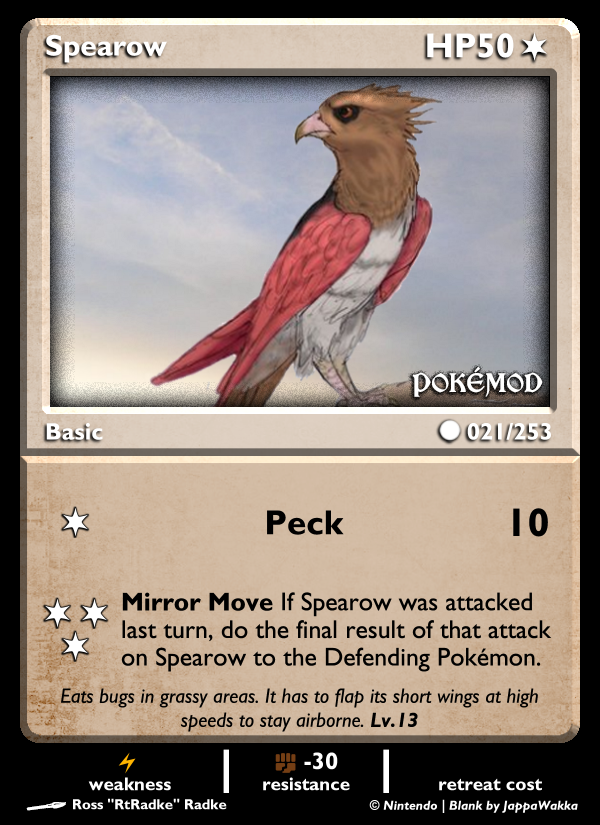 Spearow HP50
POKÉMOD
Basic 021/253
Peck 10
Mirror Move If Spearow was attacked
last turn, do the final result of that attack
on Spearow to the Defending Pokémon.
Eats bugs in grassy areas. It has to flap its short wings at high
speeds to stay airborne. Lv.13
-30
weakness resistance retreat cost
Ross "RtRadke" Radke © Nintendo | Blank by JappaWakka